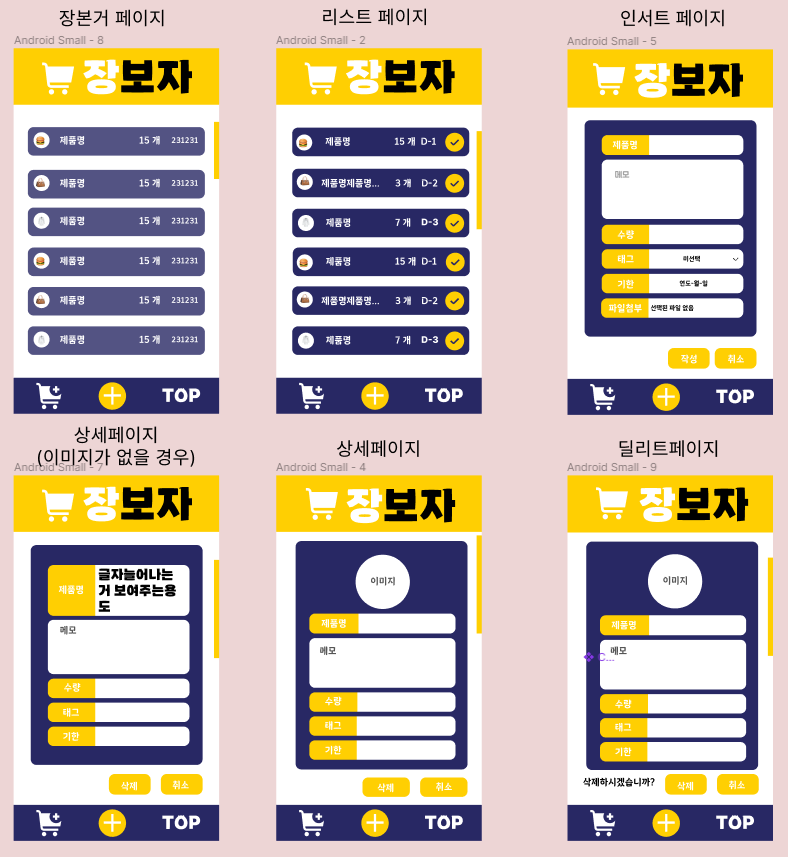 장본거 페이지
Android Small - 8
장보자
제품명 15 개 231231
제품명 15 개 231231
제품명 15 개 231231
제품명 15 개 231231
제품명 15 개 231231
제품명 15 개 231231
TOP
리스트 페이지
Android Small - 2
장보자
제품명 15 개 D-1
제품명제품명... 3 개 D-2
제품명 7 개 D-3
제품명 15 개 D-1
제품명제품명... 3 개 D-2
제품명 7 개 D-3
TOP
인서트 페이지
Android Small - 5
장보자
제품명
메모
수량
태그 미선택
기한 연도-월-일
파일첨부 선택된 파일 없음
작성 취소
TOP
상세페이지
(이미지가 없을 경우)
Android Small - 7
장보자
제품명 글자늘어나는
거 보여주는용
도
메모
수량
태그
기한
삭제 취소
TOP
상세페이지
Android Small - 4
장보자
이미지
제품명
메모
수량
태그
기한
삭제 취소
TOP
딜리트페이지
Android Small - 9
장보자
이미지
제품명
C... 메모
수량
태그
기한
삭제하시겠습니까? 삭제 취소
TOP